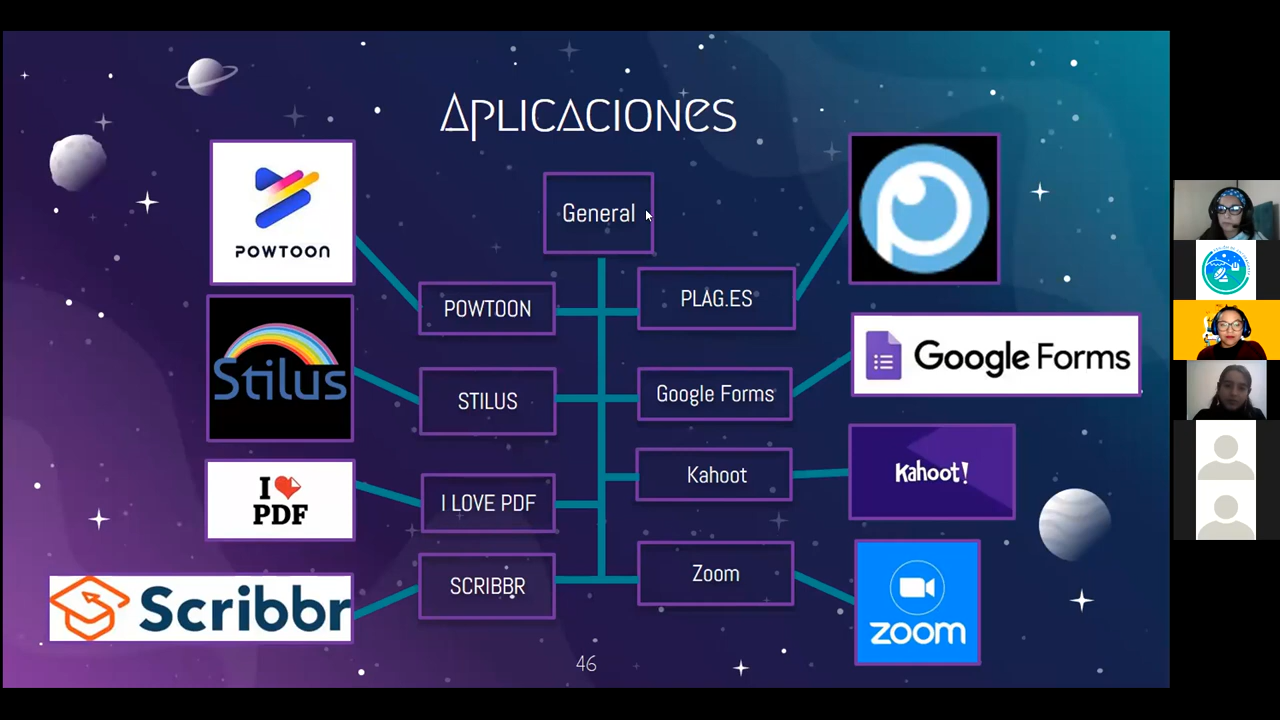 Aplicaciones
General
POWTOON
POWTOON
PLAG.ES
Stilus
STILUS
Google Forms
Google Forms
I
PDF
I LOVE PDF
Kahoot
Kahoot!
Scribbr
SCRIBBR
Zoom
zoom
46